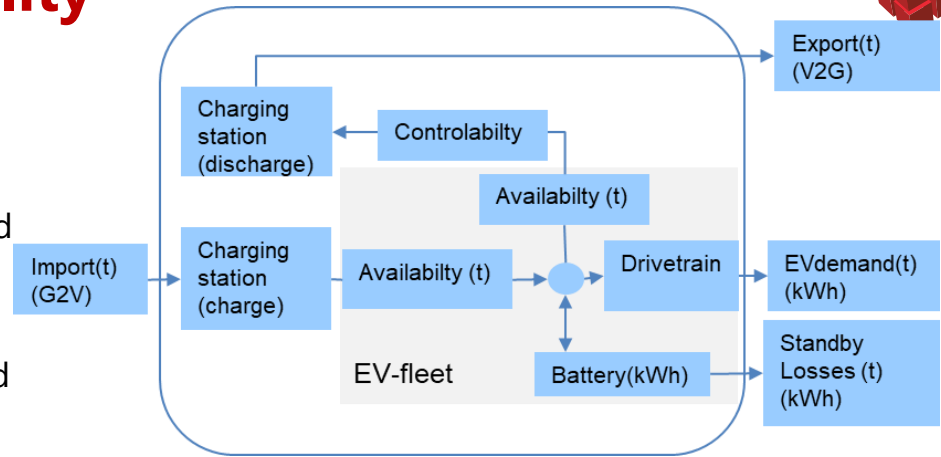 ility
Export(t)
(V2G)
Charging
station
(discharge)
Controlabilty
Availabilty (t)
d
Import(t)
(G2V)
Charging
station
(charge)
Availabilty (t)
Drivetrain
EVdemand(t)
(kWh)
d
EV-fleet
Battery(kWh)
Standby
Losses (t)
(kWh)